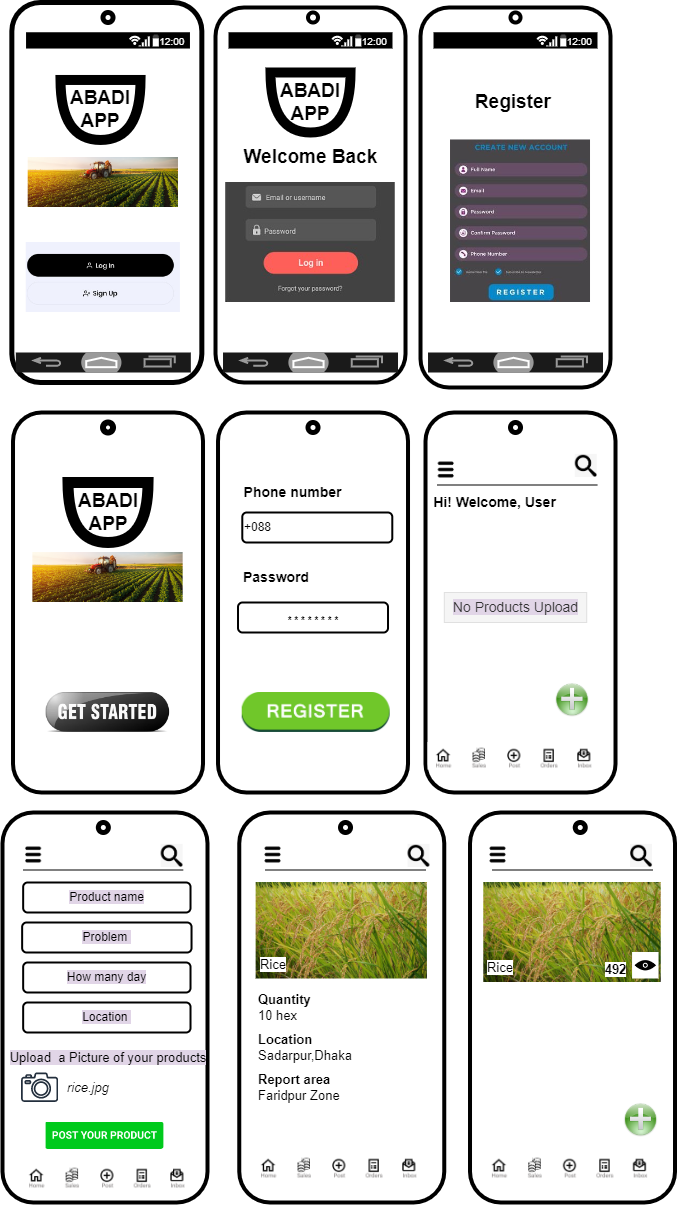 12:00
ABADI
APP
Log In
Sign Up
12:00
ABADI
APP
Welcome Back
Email or username
Password
Log in
Forgot your password?
12:00
Register
CREATE NEW ACCOUNT
Full Name
Email
Password
Confirm Password
Phone Number
REGISTER
ABADI
APP
GET STARTED
Phone number
+088
Password
********
REGISTER
Hi! Welcome, User
No Products Upload
Home Sales Post Orders Inbox
Product name
Problem
How many day
Location
Upload a Picture of your products
rice.jpg
POST YOUR PRODUCT
Home Sales Post Orders Inbox
Rice
Quantity
10 hex
Location
Sadarpur,Dhaka
Report area
Faridpur Zone
Home Sales Post Orders Inbox
Rice 492
Home Sales Post Orders Inbox